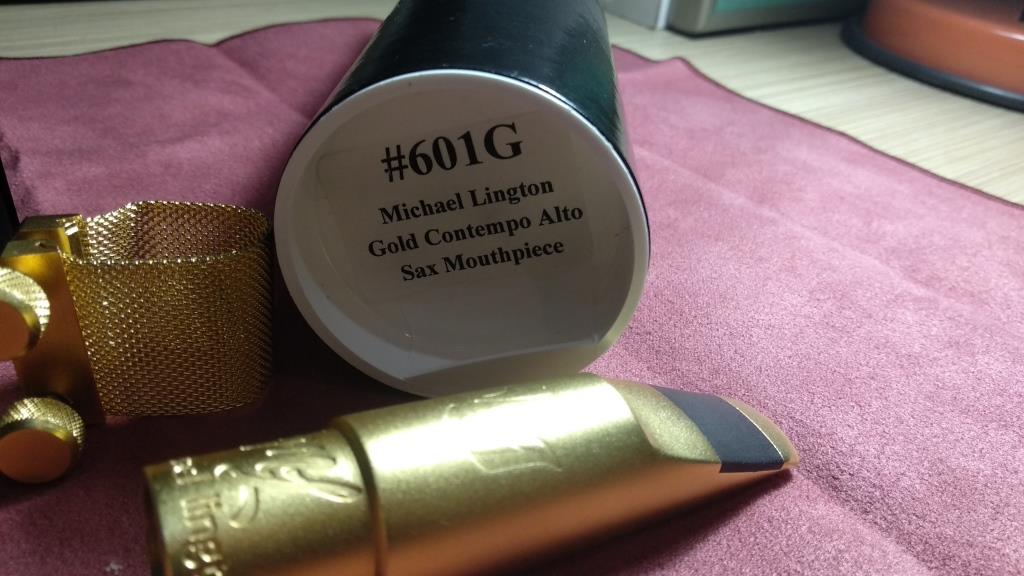 #601G
Michael Lington
Gold Contempo Alto
Sax Mouthpiece